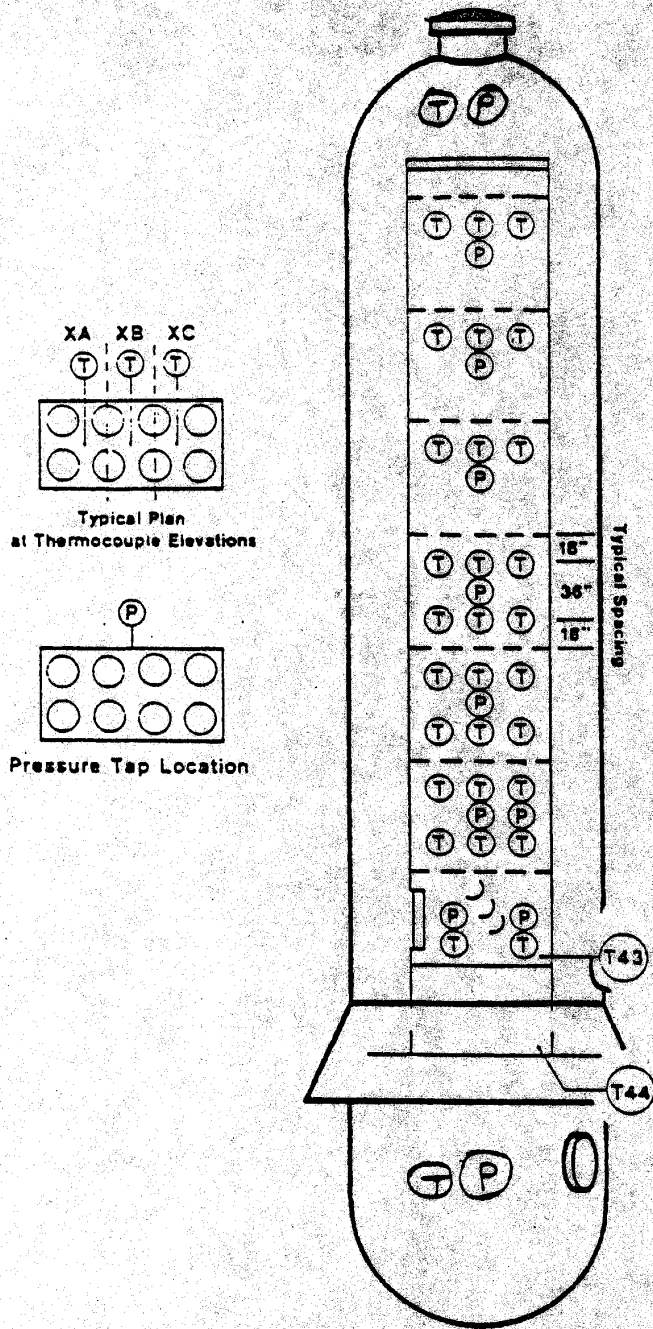 T P
T T T
P
T T T
P
T T T
P
XA XB XC
T T T
Typical Plan
at Thermocouple Elevations
P
Pressure Tap Location
T T T
P
T T T
18"
36"
18"
Typical Spacing
T T T
P
T T T
T T T
P P
T T T
P P
T T
T43
T44
T P